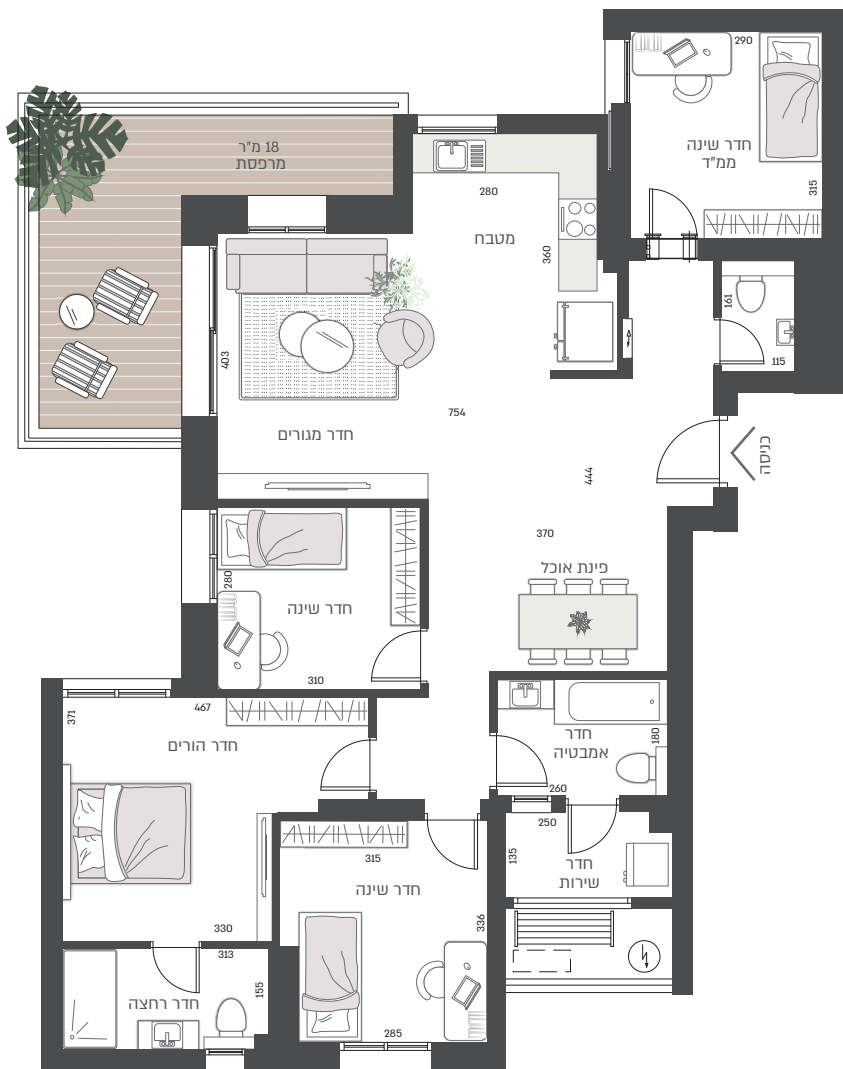 290
חדר שינה
ממ"ד
315
18 מ"ר
מרפסת
280
מטבח
360
161
115
403
754
חדר מגורים
כניסה
444
370
פינת אוכל
280
חדר שינה
310
371
467
חדר הורים
חדר
אמבטיה
180
260
250
135
חדר
שירות
315
חדר שינה
336
330
313
חדר רחצה
155
285